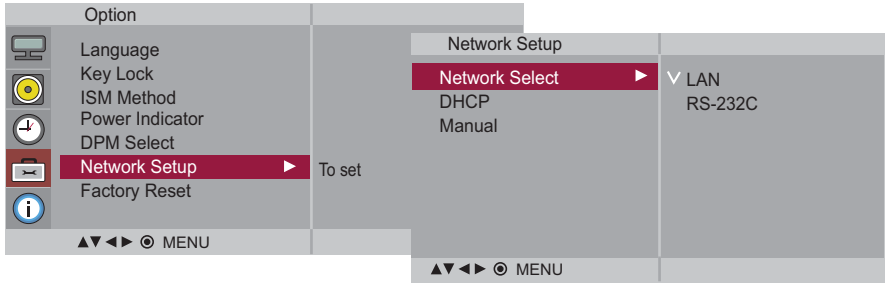 Option
Language
Key Lock
ISM Method
Power Indicator
DPM Select
Network Setup ►
To set
Factory Reset
▲▼◄► ◉ MENU
Network Setup
Network Select ►
DHCP
Manual
LAN
RS-232C
▲▼◄► ◉ MENU